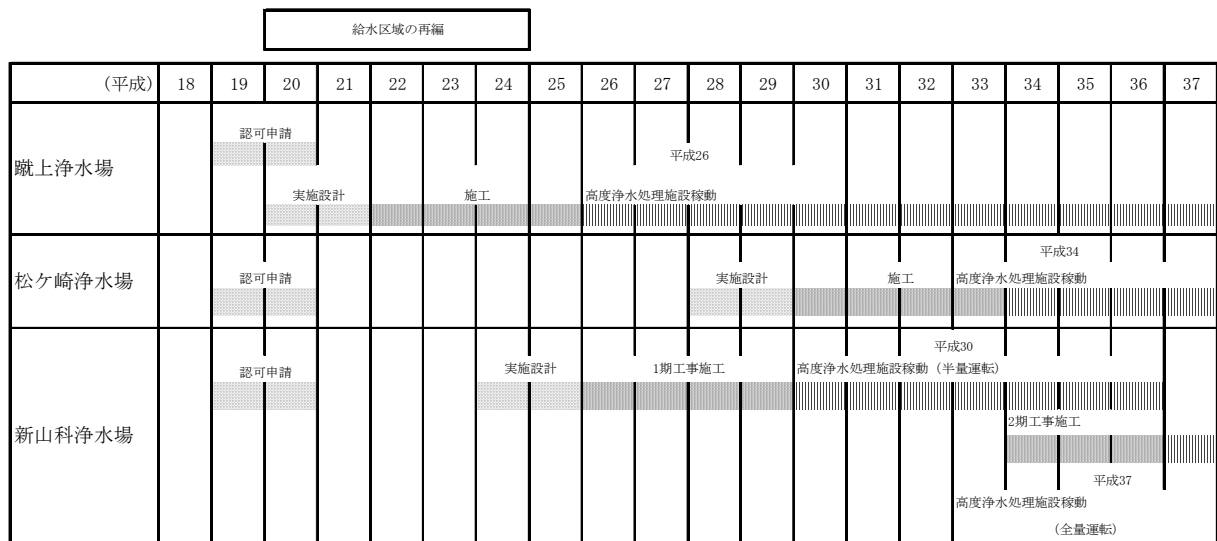 給水区域の再編
(平成) 18 19 20 21 22 23 24 25 26 27 28 29 30 31 32 33 34 35 36 37
蹴上浄水場
認可申請
平成26
実施設計 施工 高度浄水処理施設稼動
松ケ崎浄水場
平成34
認可申請 実施設計 施工 高度浄水処理施設稼動
新山科浄水場
平成30
認可申請 実施設計 1期工事施工 高度浄水処理施設稼動（半量運転）
2期工事施工
平成37
高度浄水処理施設稼動
（全量運転）